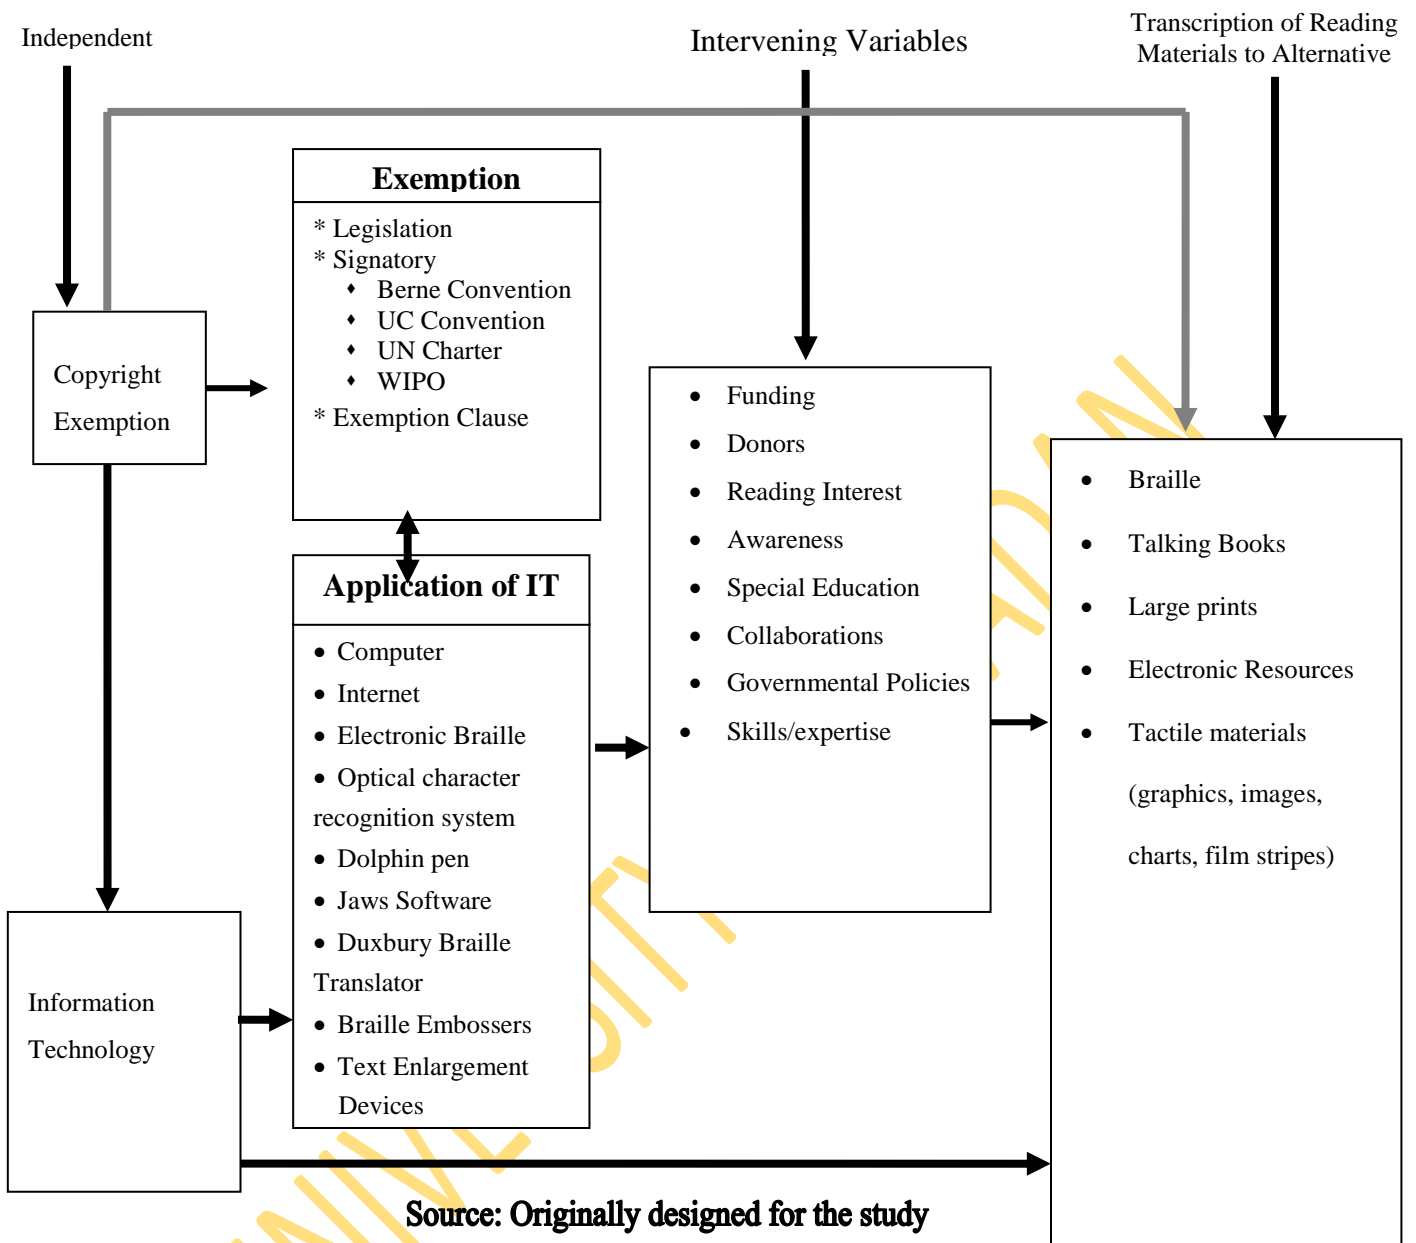 Independent
Intervening Variables
Transcription of Reading
Materials to Alternative
Exemption
* Legislation
* Signatory
♦ Berne Convention
♦ UC Convention
♦ UN Charter
♦ WIPO
* Exemption Clause
Copyright
Exemption
Application of IT
• Computer
• Internet
• Electronic Braille
• Optical character
recognition system
• Dolphin pen
• Jaws Software
• Duxbury Braille
Translator
• Braille Embossers
• Text Enlargement
Devices
Information
Technology
• Funding
• Donors
• Reading Interest
• Awareness
• Special Education
• Collaborations
• Governmental Policies
• Skills/expertise
• Braille
• Talking Books
• Large prints
• Electronic Resources
• Tactile materials
(graphics, images,
charts, film stripes)
Source: Originally designed for the study